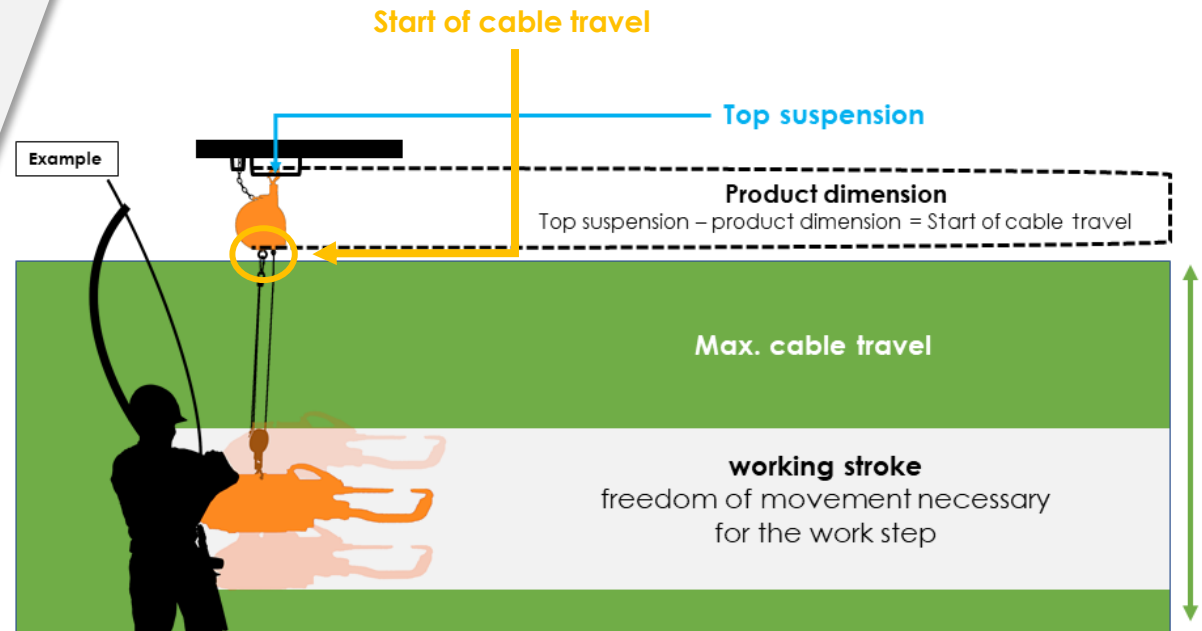 Start of cable travel
Top suspension
Example
Product dimension
Top suspension – product dimension = Start of cable travel
Max. cable travel
working stroke
freedom of movement necessary
for the work step